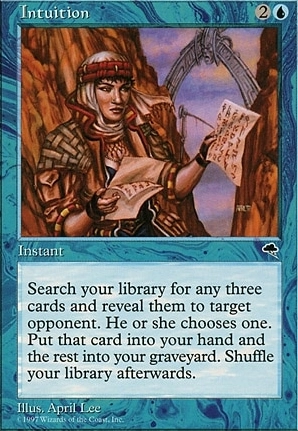 Intuition 2
Instant
Search your library for any three
cards and reveal them to target
opponent. He or she chooses one.
Put that card into your hand and
the rest into your graveyard. Shuffle
your library afterwards.
Illus. April Lee
©1997 Wizards of the Coast, Inc.